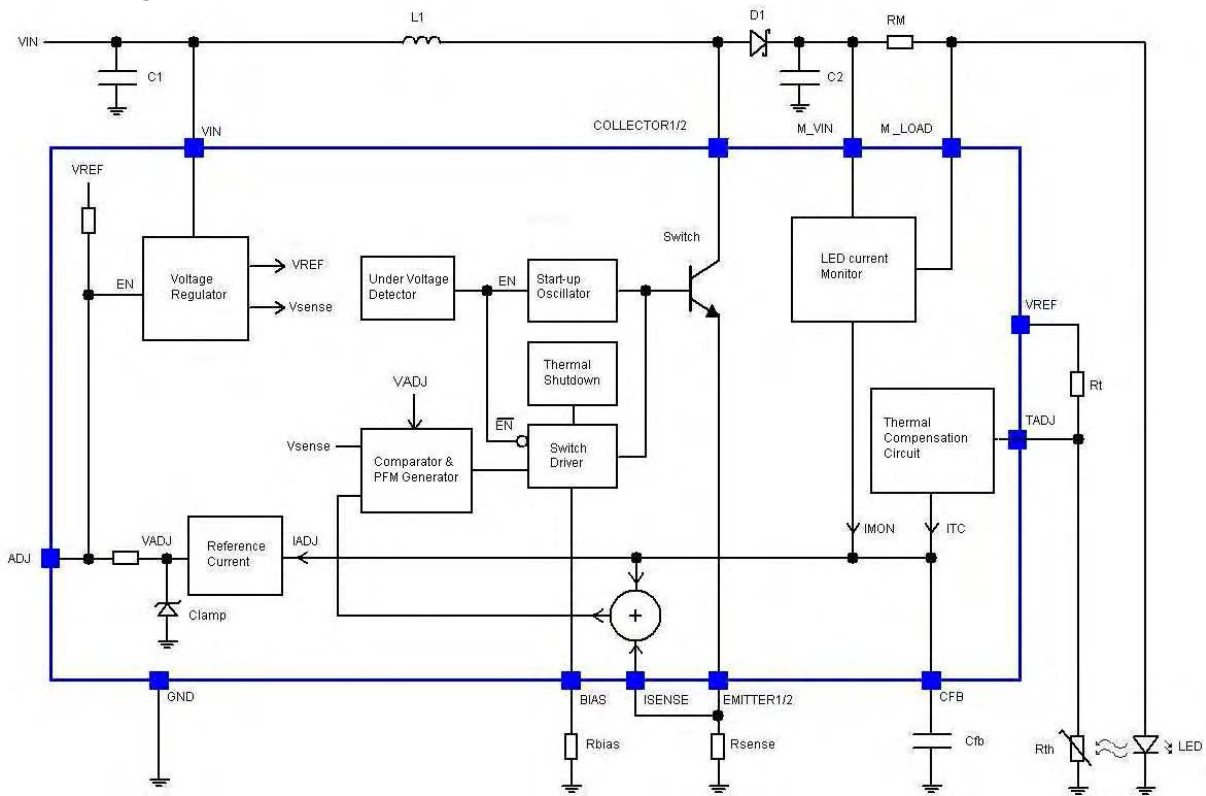 L1
D1
RM
VIN
C1
C2
VIN
COLLECTOR1/2
M_VIN
M_LOAD
VREF
Switch
EN
Voltage
Regulator
VREF
Vsense
Under Voltage
Detector
EN
Start-up
Oscillator
LED current
Monitor
VREF
Thermal
Shutdown
Rt
VADJ
EN
TADJ
Thermal
Compensation
Circuit
Vsense
Comparator &
PFM Generator
Switch
Driver
ADJ
VADJ
Reference
Current
IADJ
IMON
ITC
Clamp
+
GND
BIAS
ISENSE
EMITTER1/2
CFB
Rbias
Rsense
Cfb
Rth
LED